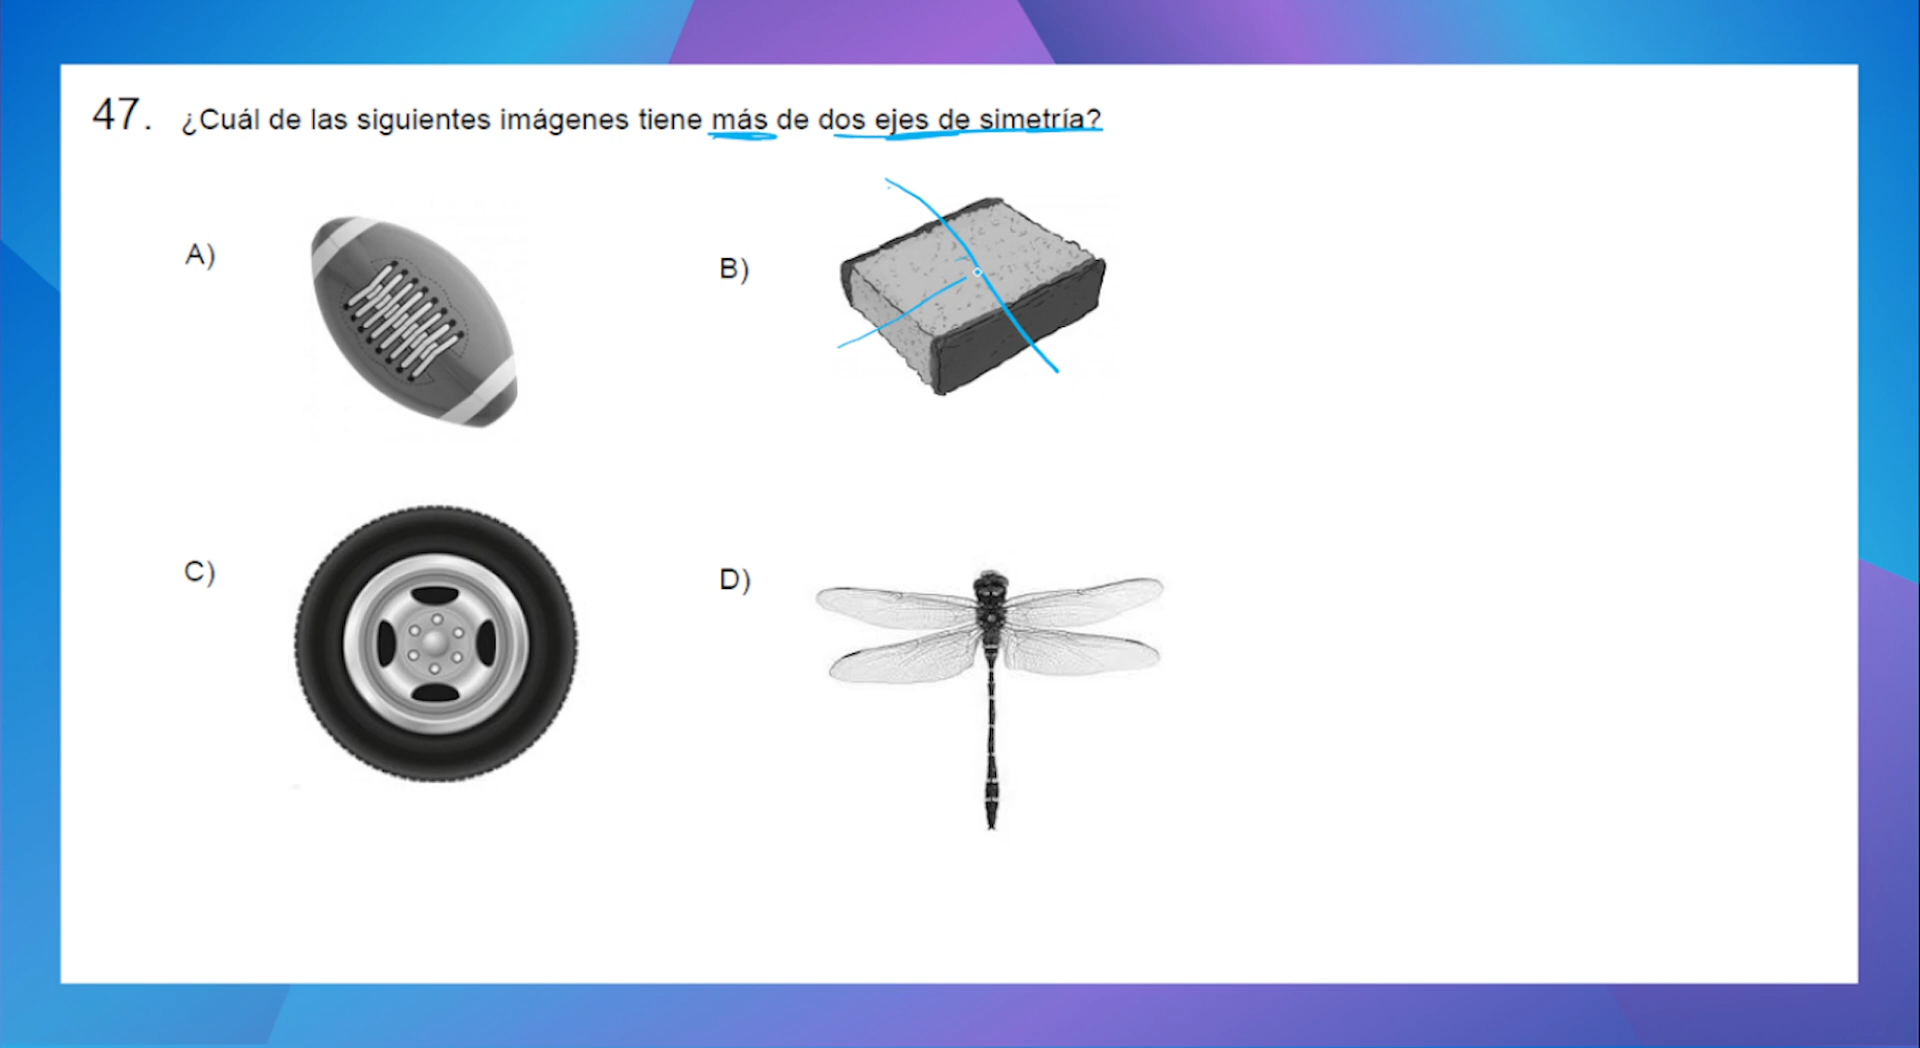 47. ¿Cuál de las siguientes imágenes tiene más de dos ejes de simetría?
A)
B)
C)
D)